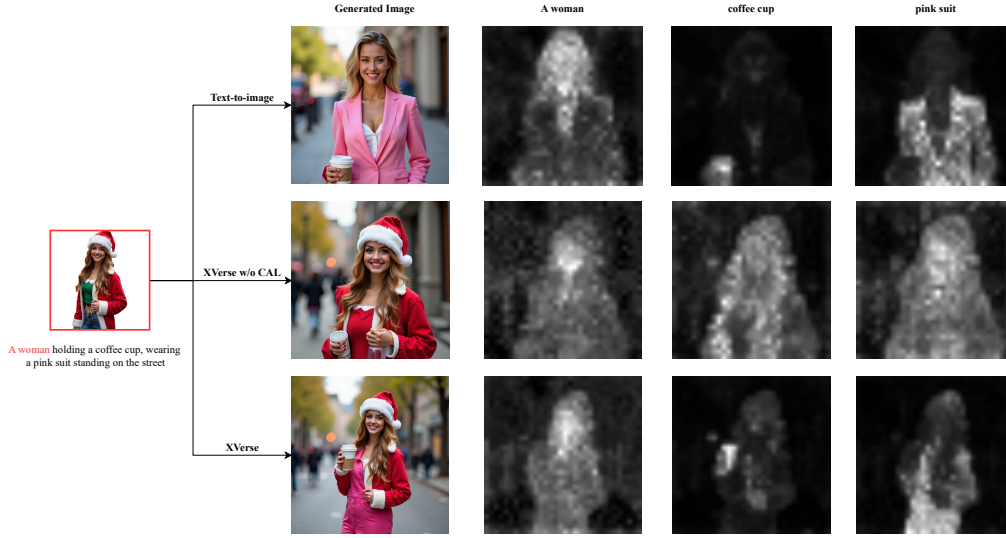 Generated Image
A woman
coffee cup
pink suit
Text-to-image
XVerse w/o CAL
A woman holding a coffee cup, wearing
a pink suit standing on the street
XVerse